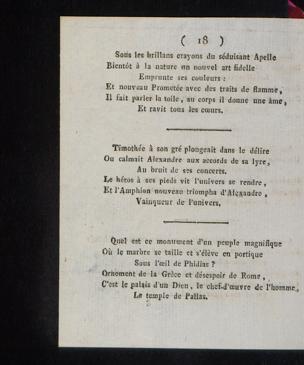 ( 18 )
Sous les brillans crayons du séduisant Apelle
Bientôt à la nature un nouvel art fidelle
Emprunte ses couleurs :
Et nouveau Prometée avec des traits de flamme,
Il fait parler la toile, au corps il donne une âme,
Et ravit tous les cœurs.
Timothée à son gré plongeait dans le délire
Ou calmait Alexandre aux accords de sa lyre,
Au bruit de ses concerts.
Le héros à ses pieds vit l'univers se rendre,
Et l'Amphion nouveau triompha d'Alexandre,
Vainqueur de l'univers.
Quel est ce monument d'un peuple magnifique
Où le marbre se taille et s'élève en portique
Sous l'œil de Phidias ?
Ornement de la Grèce et désespoir de Rome,
C'est le palais d'un Dieu, le chef-d'œuvre de l'homme,
Le temple de Pallas.